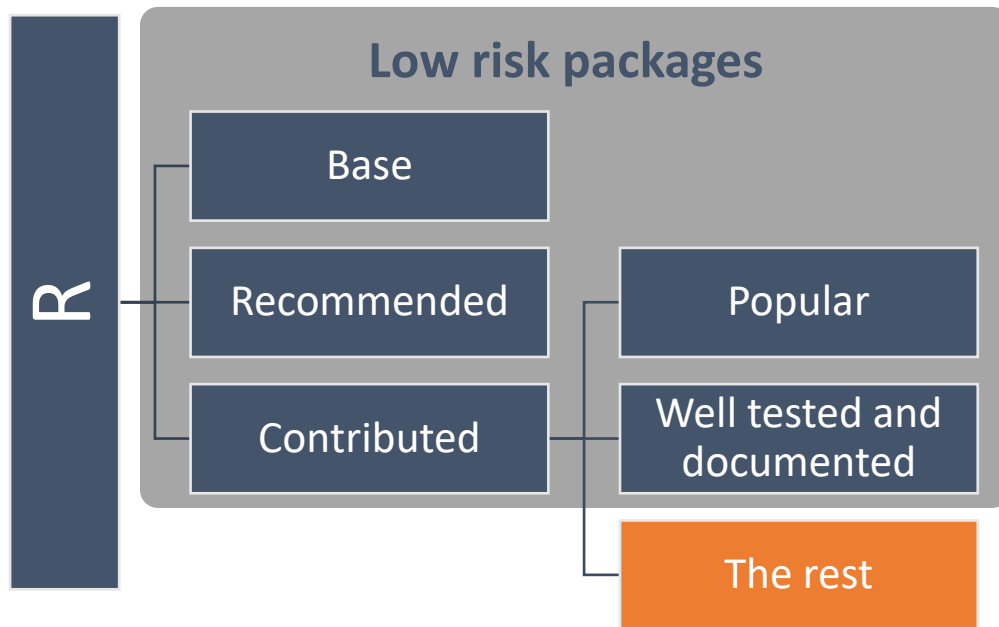 Low risk packages
R
Base
Recommended
Popular
Contributed
Well tested and
documented
The rest